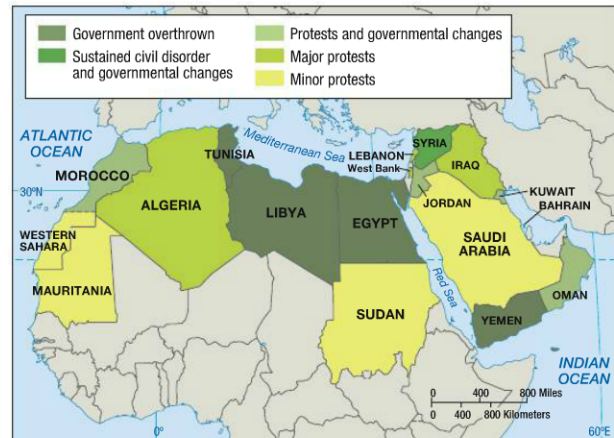 Government overthrown
Sustained civil disorder
and governmental changes
Protests and governmental changes
Major protests
Minor protests
ATLANTIC
OCEAN
Mediterranean Sea
TUNISIA
SYRIA
LEBANON
West Bank
IRAQ
MOROCCO
30°N
JORDAN
KUWAIT
BAHRAIN
ALGERIA
LIBYA
EGYPT
SAUDI
ARABIA
WESTERN
SAHARA
MAURITANIA
Red Sea
OMAN
SUDAN
YEMEN
INDIAN
OCEAN
0 400 800 Miles
0 400 800 Kilometers
0°
60°E